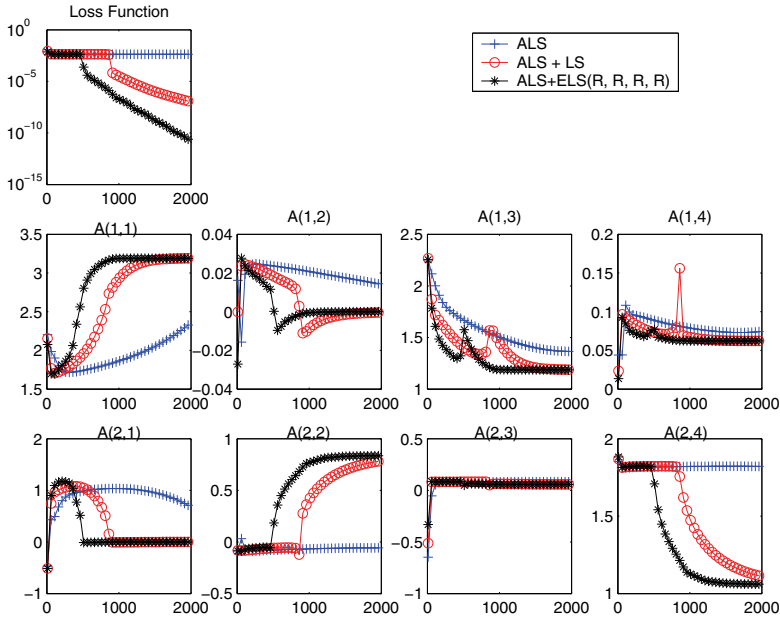 Loss Function
10^0
10^-5
10^-10
10^-15
0 1000 2000
ALS
ALS + LS
ALS+ELS(R, R, R, R)
A(1,1)
3.5
3
2.5
2
1.5
0 1000 2000
A(1,2)
0.04
0.02
0
−0.02
−0.04
0 1000 2000
A(1,3)
2.5
2
1.5
1
0 1000 2000
A(1,4)
0.2
0.15
0.1
0.05
0
0 1000 2000
A(2,1)
2
1
0
−1
0 1000 2000
A(2,2)
1
0.5
0
−0.5
0 1000 2000
A(2,3)
0.5
0
−0.5
−1
0 1000 2000
A(2,4)
2
1.5
1
0 1000 2000